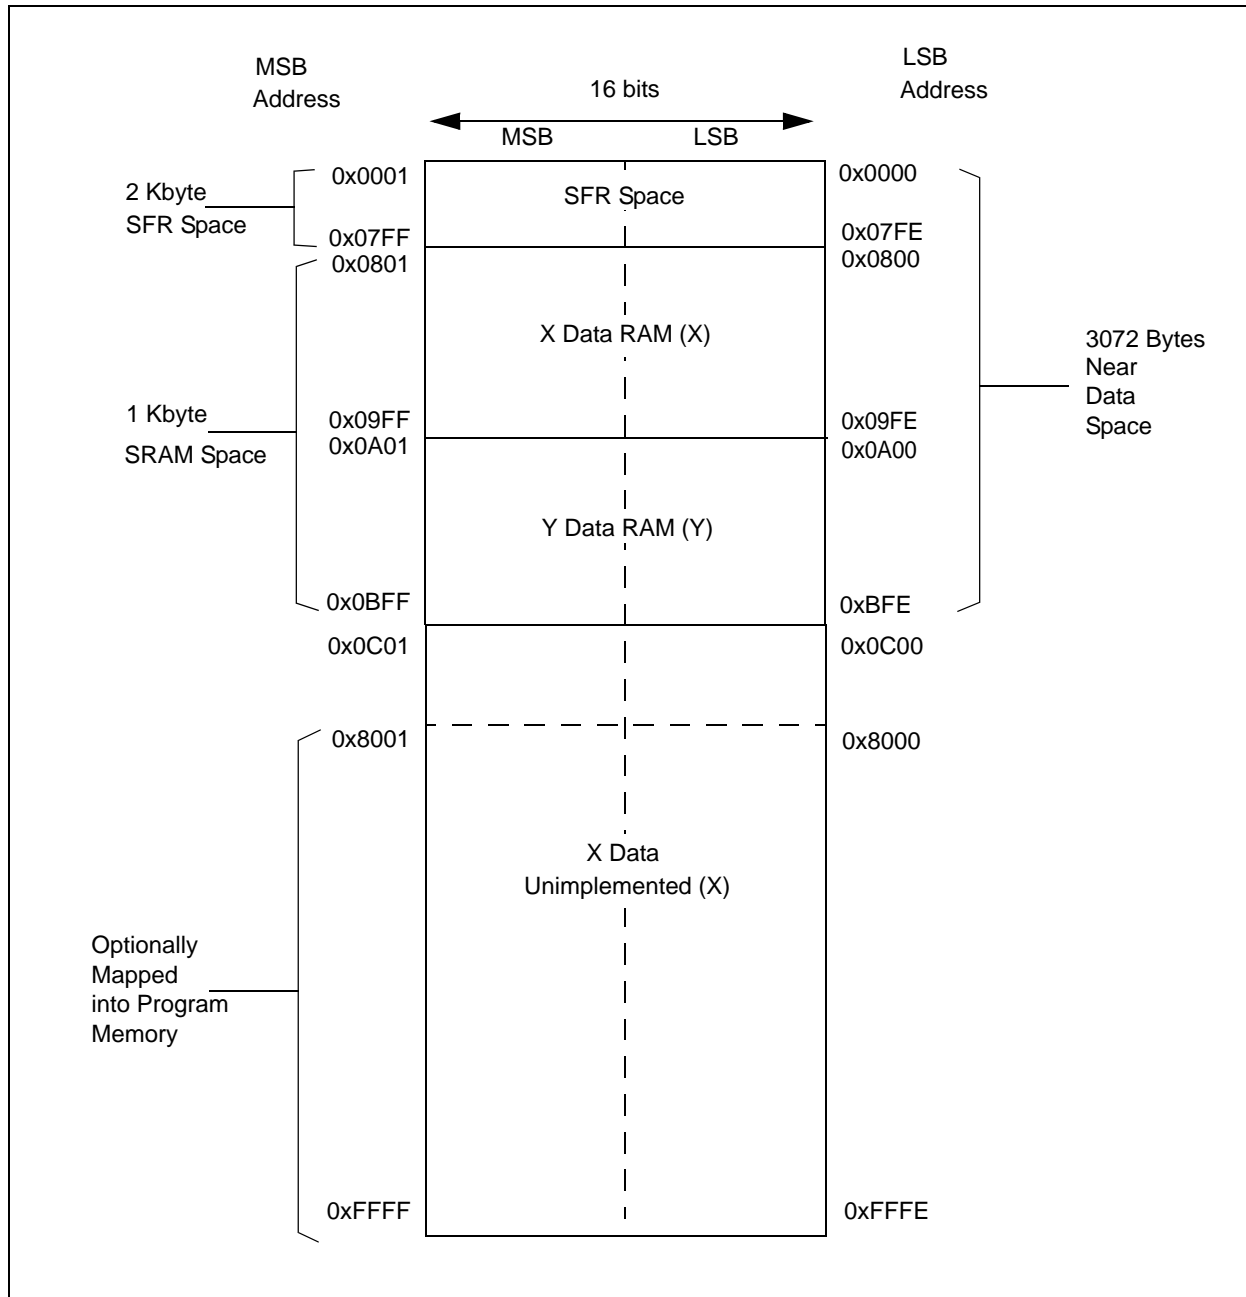 MSB
Address
LSB
Address
16 bits
MSB
LSB
0x0001
0x0000
2 Kbyte
SFR Space
SFR Space
0x07FF
0x07FE
0x0801
0x0800
X Data RAM (X)
3072 Bytes
Near
Data
Space
1 Kbyte
SRAM Space
0x09FF
0x09FE
0x0A01
0x0A00
Y Data RAM (Y)
0x0BFF
0xBFE
0x0C01
0x0C00
0x8001
0x8000
X Data
Unimplemented (X)
Optionally
Mapped
into Program
Memory
0xFFFF
0xFFFE